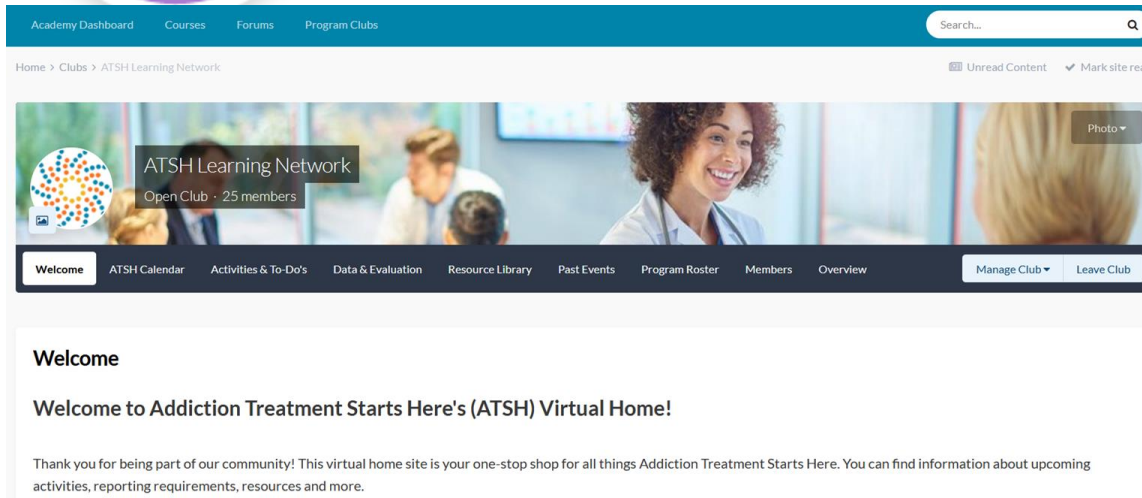 Academy Dashboard Courses Forums Program Clubs Search...
Home > Clubs > ATSH Learning Network Unread Content Mark site rea
Photo
ATSH Learning Network
Open Club · 25 members
Welcome ATSH Calendar Activities & To-Do's Data & Evaluation Resource Library Past Events Program Roster Members Overview Manage Club Leave Club
Welcome
Welcome to Addiction Treatment Starts Here's (ATSH) Virtual Home!
Thank you for being part of our community! This virtual home site is your one-stop shop for all things Addiction Treatment Starts Here. You can find information about upcoming
activities, reporting requirements, resources and more.